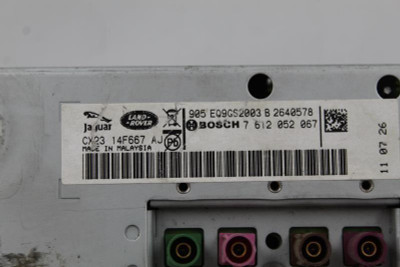 JAGUAR
LAND-ROVER
905 EQ9GS2003 B 2640578
BOSCH 7 612 052 067
CX23 14F667 AJ
Pb
MADE IN MALAYSIA
11 07 26